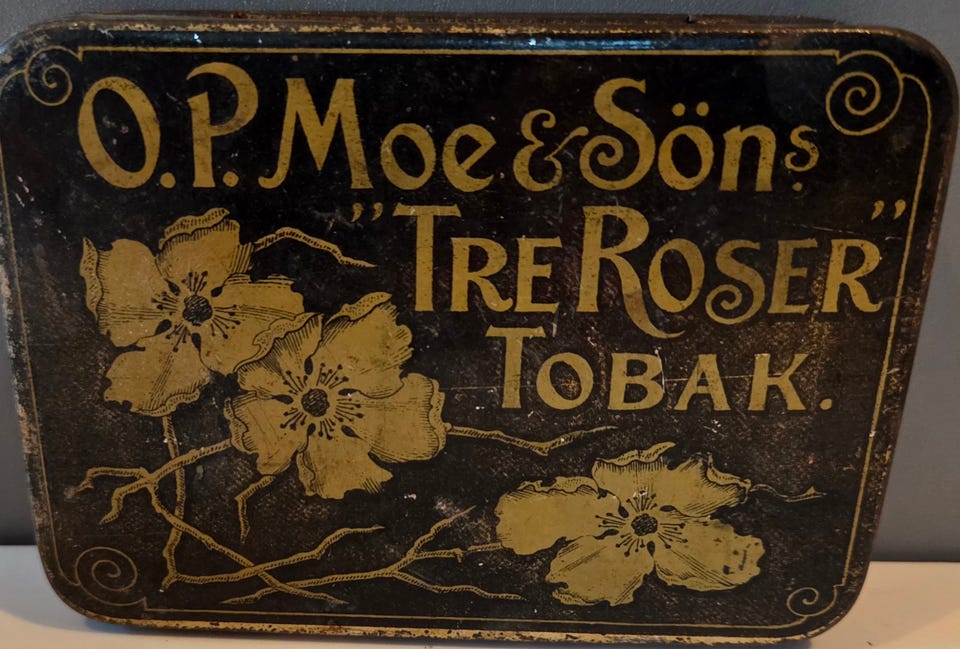 O.P. Moe & Söns
"Tre Roser"
Tobak.